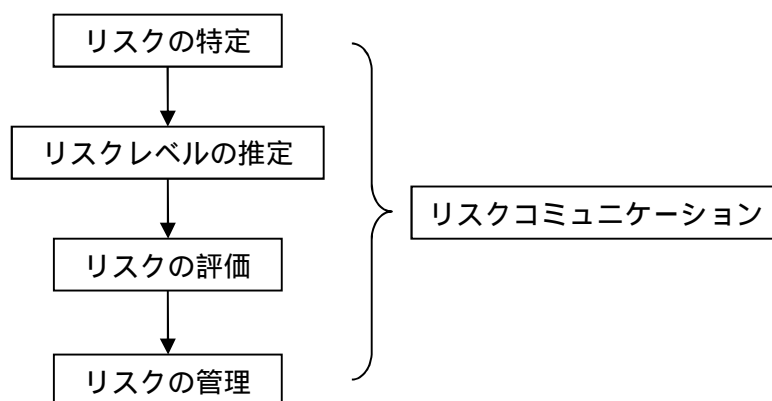 リスクの特定
リスクレベルの推定
リスクコミュニケーション
リスクの評価
リスクの管理